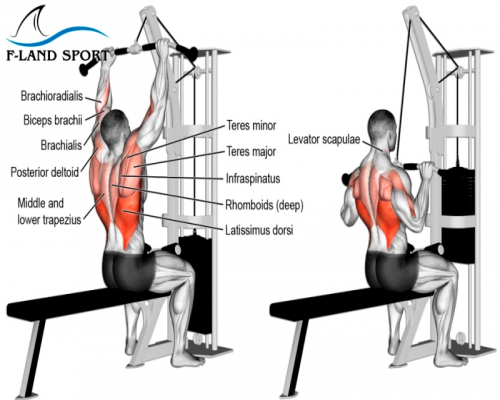 F-LAND SPORT
Brachioradialis
Biceps brachii
Brachialis
Posterior deltoid
Middle and
lower trapezius
Teres minor
Teres major
Infraspinatus
Rhomboids (deep)
Latissimus dorsi
Levator scapulae